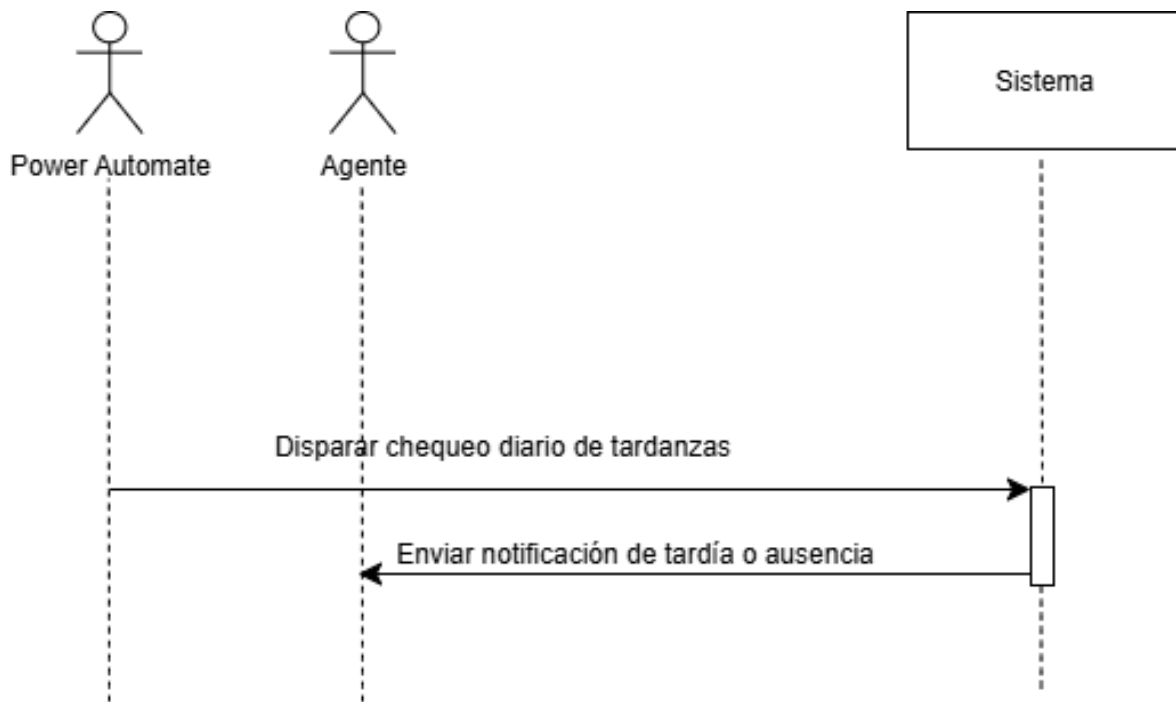 Sistema
Power Automate
Agente
Disparar chequeo diario de tardanzas
Enviar notificación de tardía o ausencia